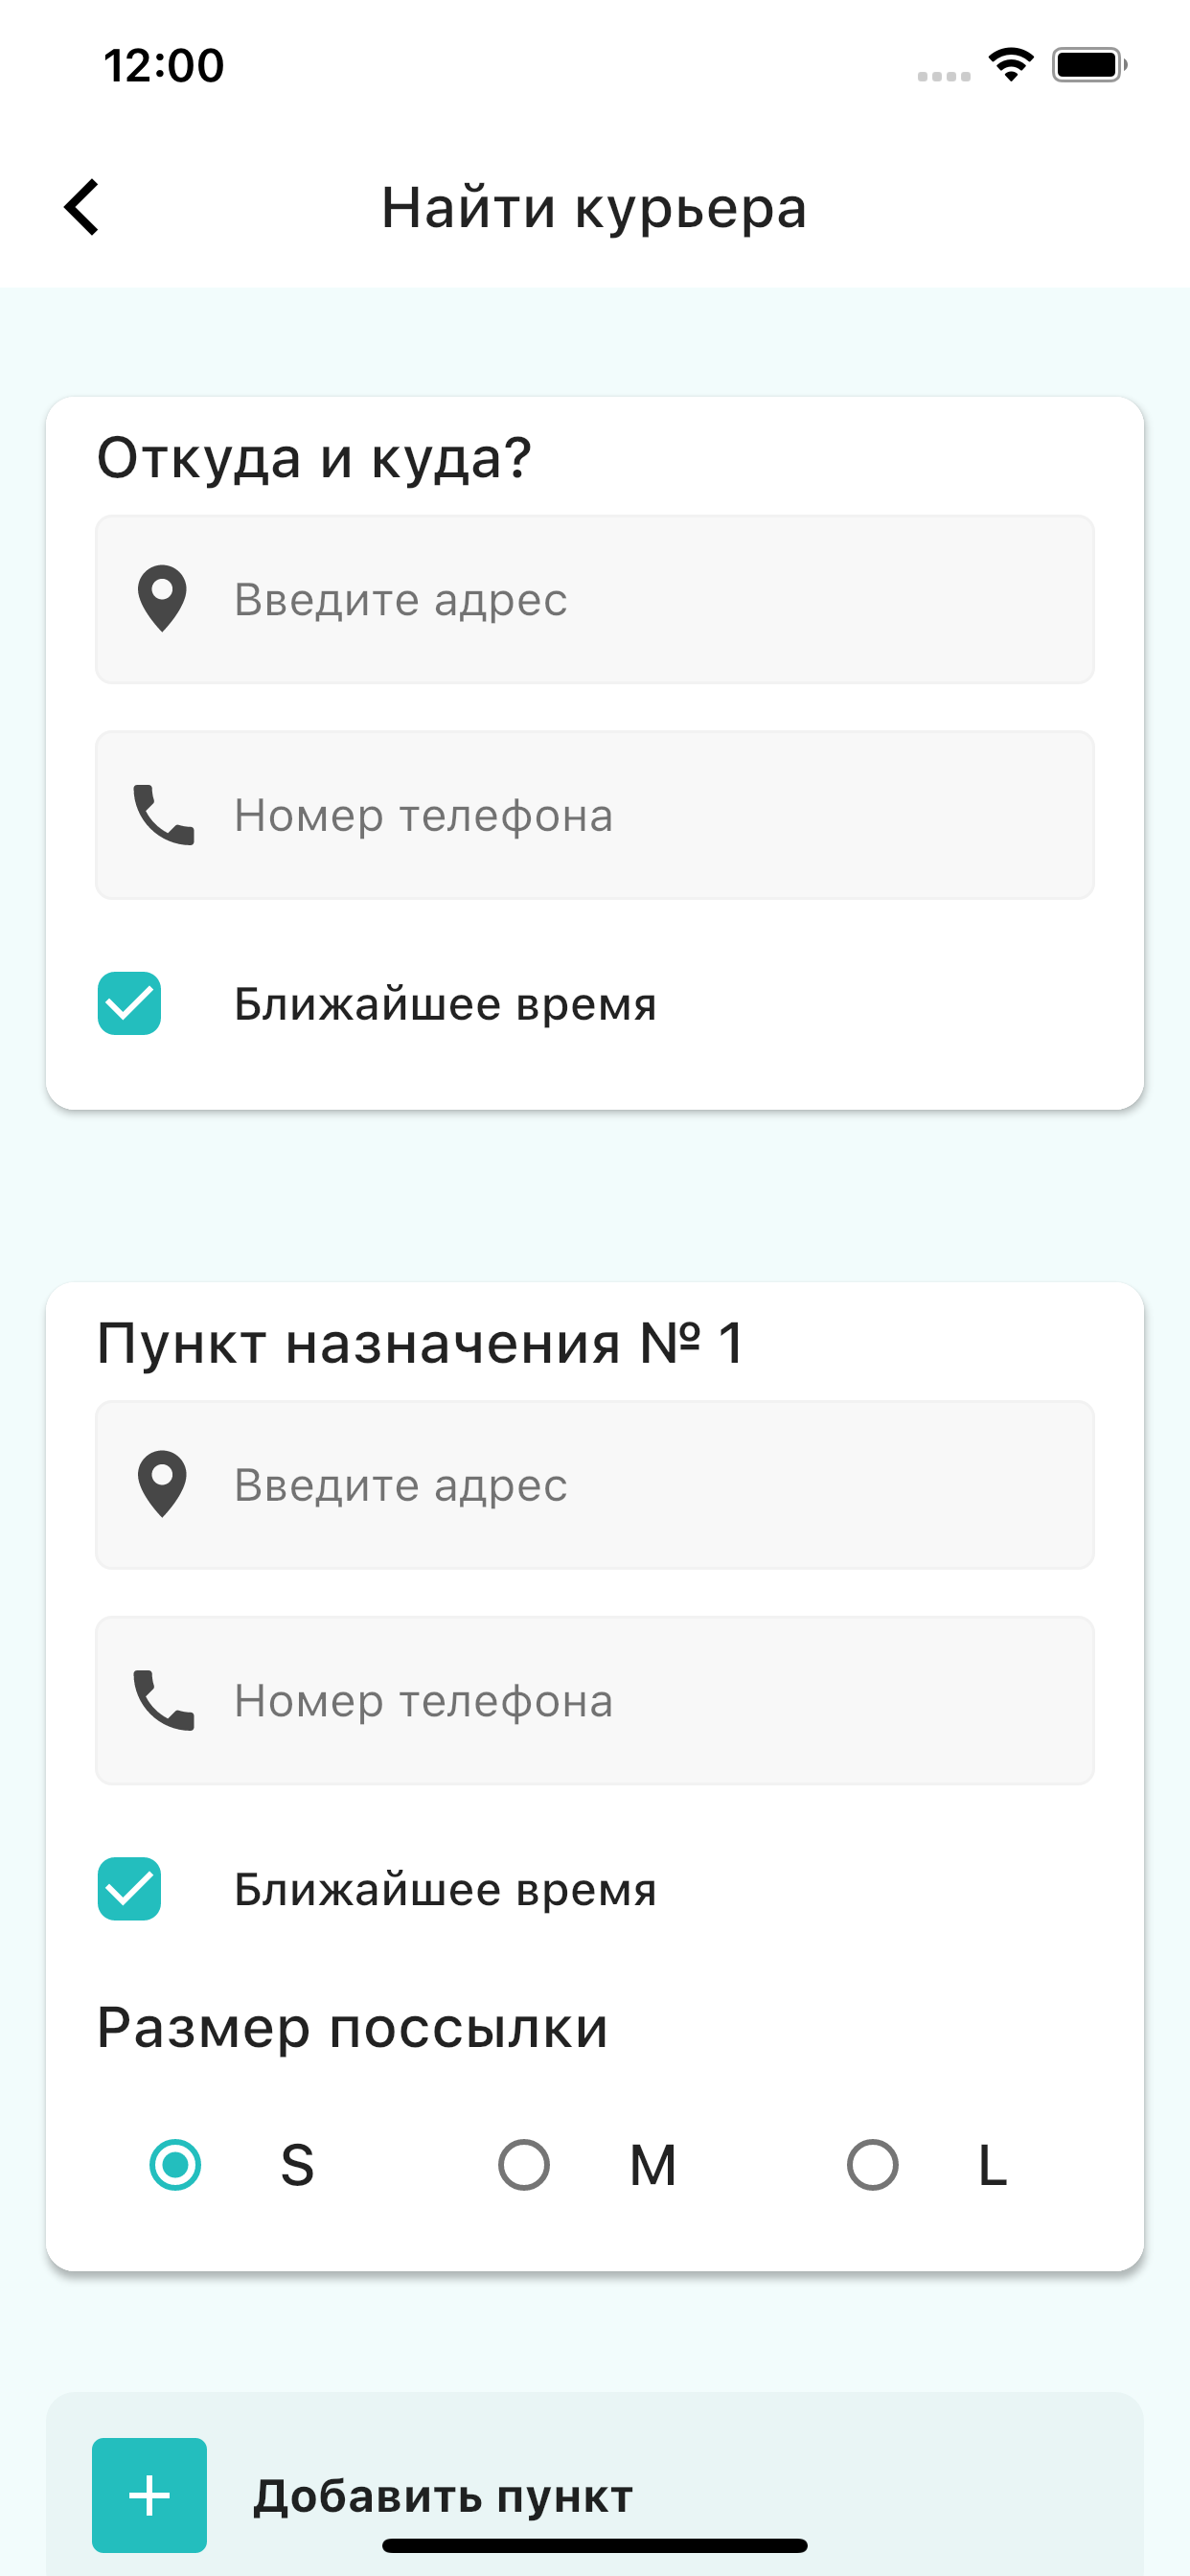 12:00
Найти курьера
Откуда и куда?
Введите адрес
Номер телефона
Ближайшее время
Пункт назначения № 1
Введите адрес
Номер телефона
Ближайшее время
Размер поссылки
S M L
Добавить пункт